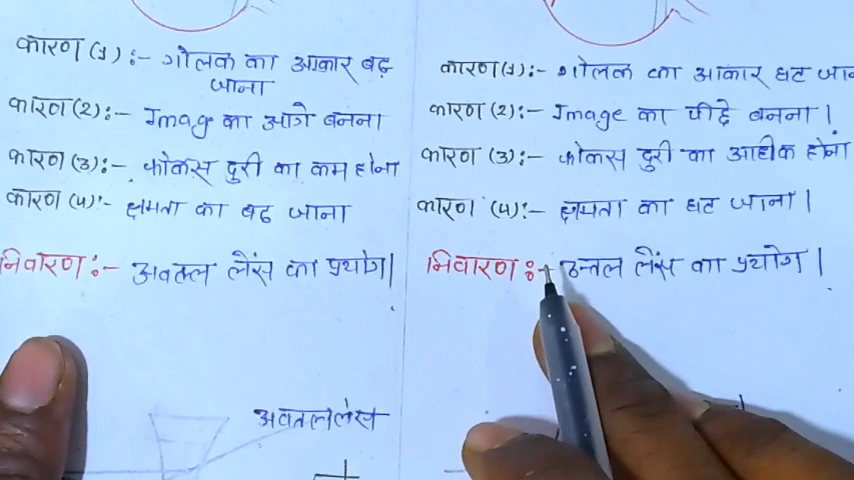 कारण (1) :- गोलक का आकार बढ़
जाना
कारण (2) :- Image का आगे बनना
कारण (3) :- फोकस दुरी का कम होना
कारण (4) :- क्षमता का बढ जाना
निवारण :- अवतल लेंस का प्रयोग|
अवतललेंस
कारण (1) :- गोलक का आकार घट जान
कारण (2) :- Image का पीछे बनना |
कारण (3) :- फोकस दुरी का अधीक होना
कारण (4) :- क्षमता का घट जाना |
निवारण :- उत्तल लेंस का प्रयोग |